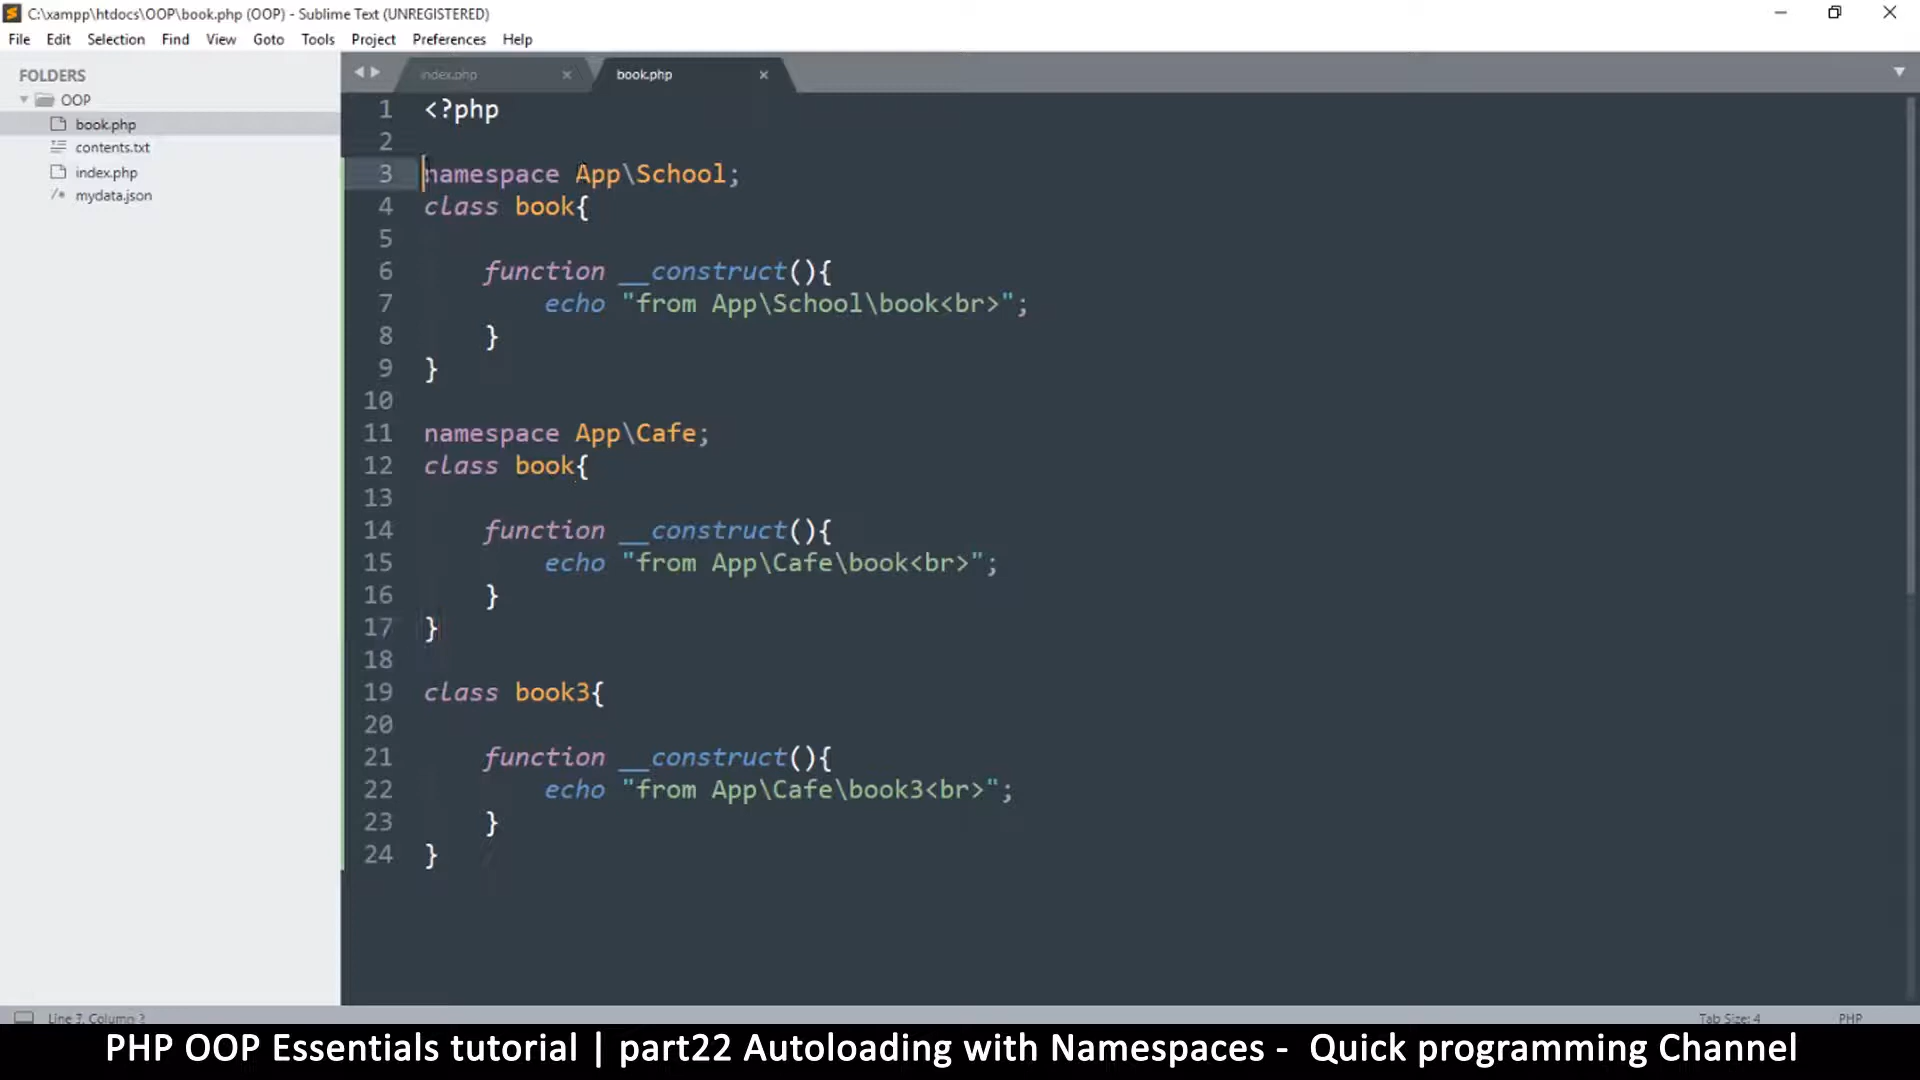 C:\xampp\htdocs\OOP\book.php (OOP) - Sublime Text (UNREGISTERED)
File Edit Selection Find View Goto Tools Project Preferences Help
FOLDERS
OOP
book.php
contents.txt
index.php
mydata.json
index.php book.php
1 <?php
2
3 namespace App\School;
4 class book{
5
6 function __construct(){
7 echo "from App\School\book<br>";
8 }
9 }
10
11 namespace App\Cafe;
12 class book{
13
14 function __construct(){
15 echo "from App\Cafe\book<br>";
16 }
17 }
18
19 class book3{
20
21 function __construct(){
22 echo "from App\Cafe\book3<br>";
23 }
24 }
Line 7, Column Tab Size: 4 PHP
PHP OOP Essentials tutorial | part22 Autoloading with Namespaces - Quick programming Channel